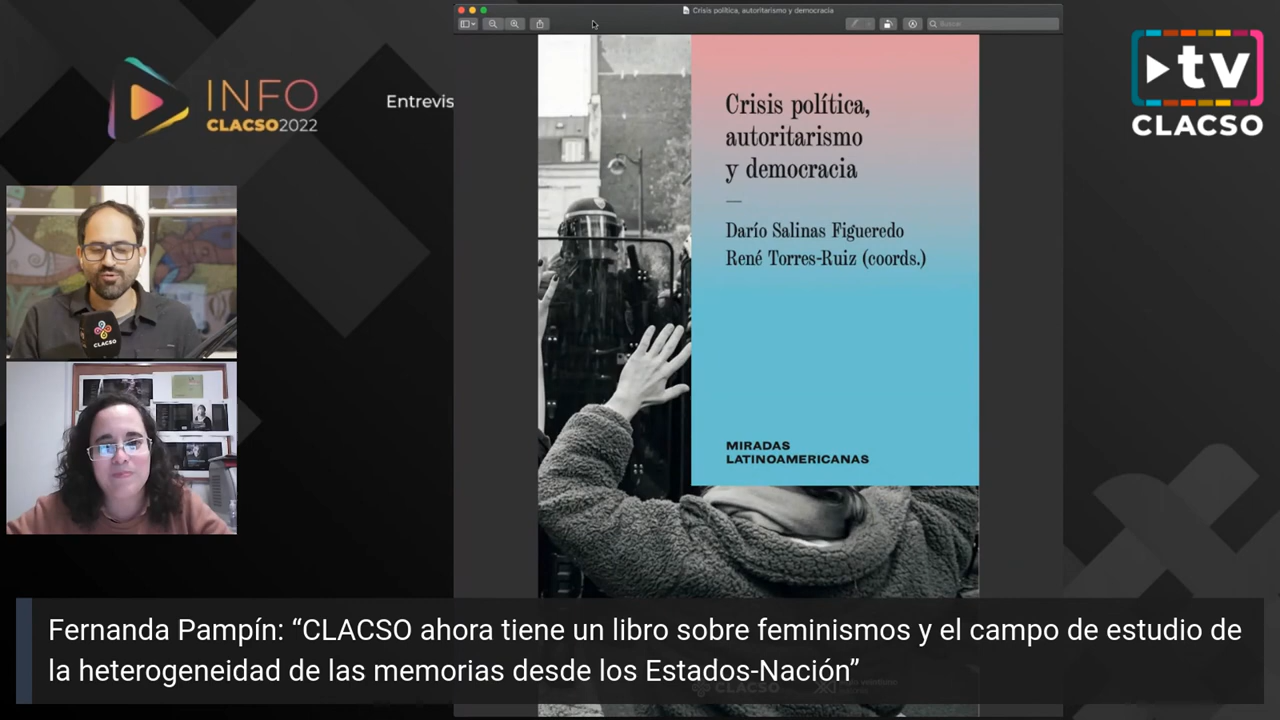 Crisis política, autoritarismo y democracia
Buscar
INFO
CLACSO2022
Entrevis
tv
CLACSO
Crisis política,
autoritarismo
y democracia
Darío Salinas Figueredo
René Torres-Ruiz (coords.)
MIRADAS
LATINOAMERICANAS
CLACSO
Fernanda Pampín: “CLACSO ahora tiene un libro sobre feminismos y el campo de estudio de
la heterogeneidad de las memorias desde los Estados-Nación”
CLACSO